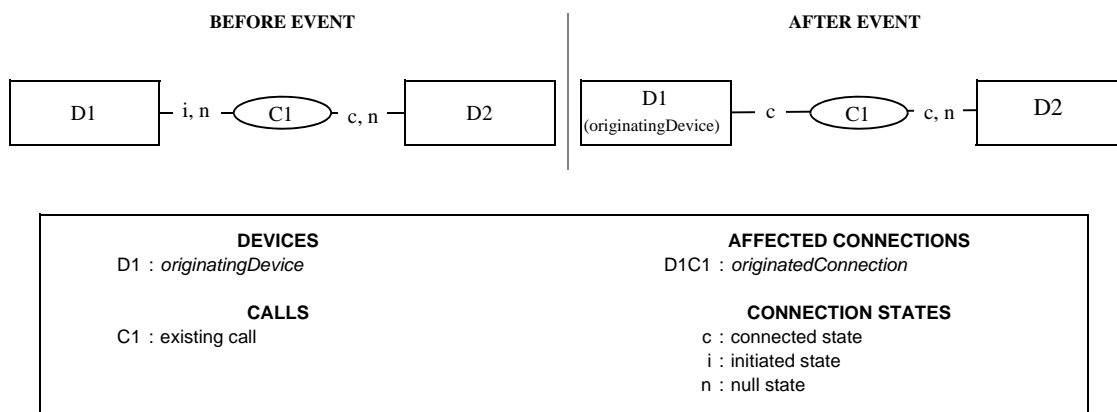 BEFORE EVENT
AFTER EVENT
D1
i, n
C1
c, n
D2
D1
(originatingDevice)
c
C1
c, n
D2
DEVICES
D1 : originatingDevice
CALLS
C1 : existing call
AFFECTED CONNECTIONS
D1C1 : originatedConnection
CONNECTION STATES
c : connected state
i : initiated state
n : null state